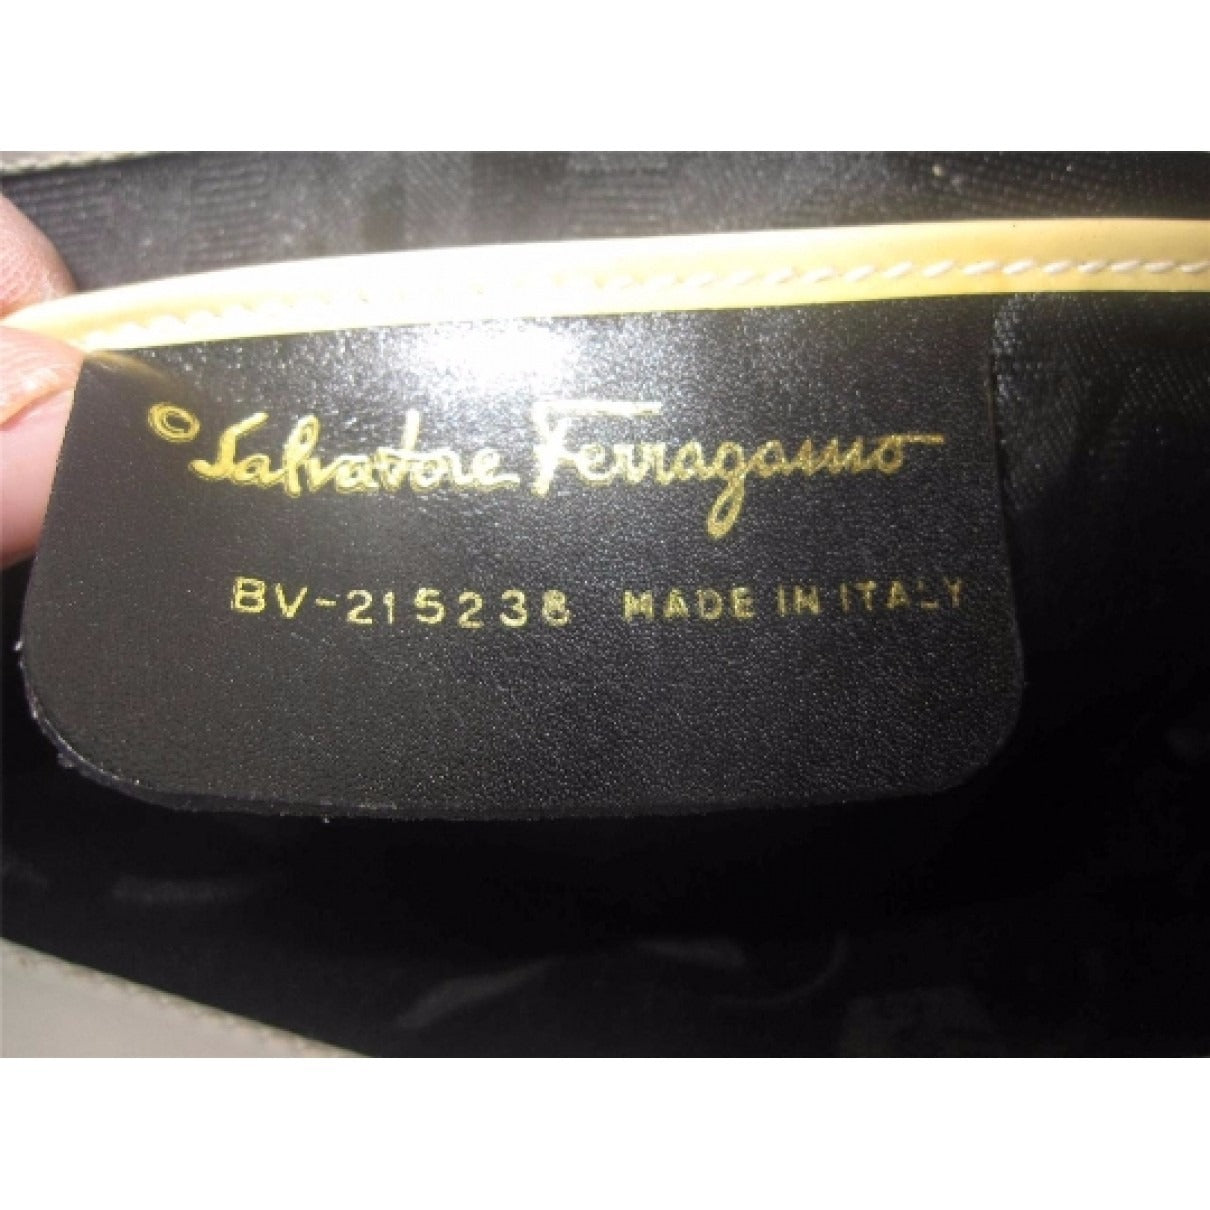 © Salvatore Ferragamo
BV-215238 MADE IN ITALY